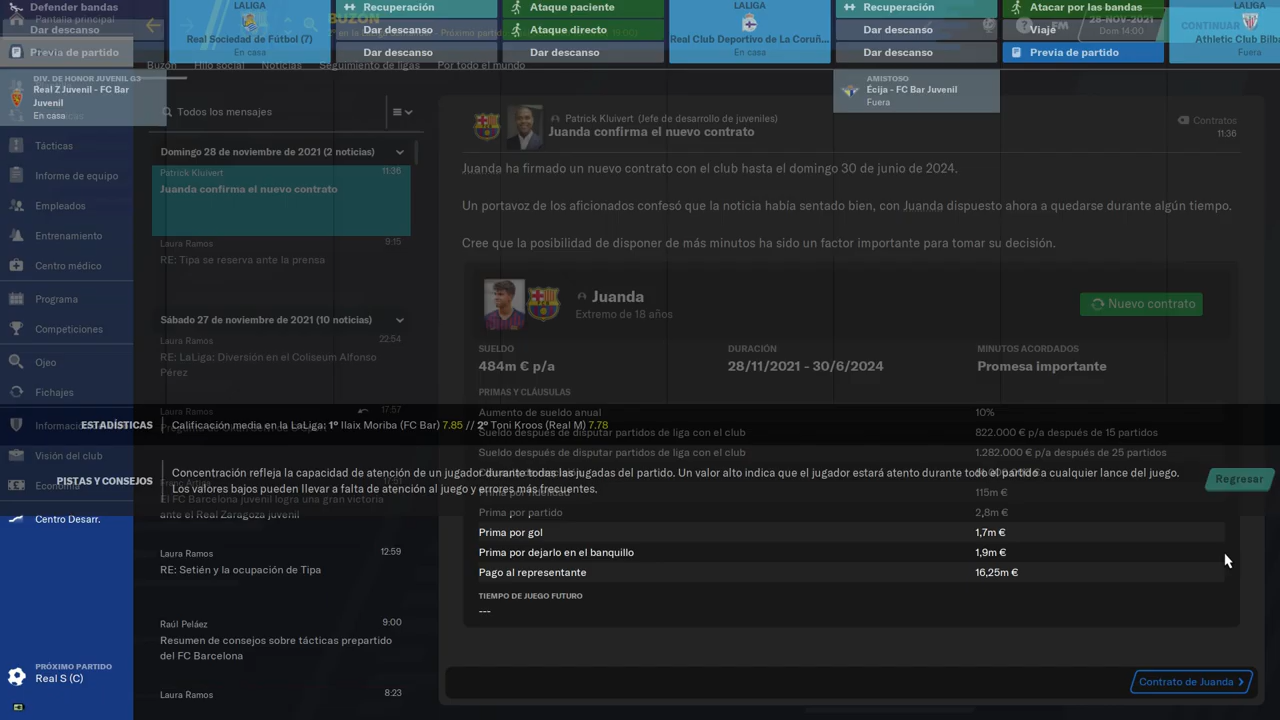 Defender bandas
Pantalla principal
Dar descanso
Previa de partido
LALIGA
Real Sociedad de Fútbol (7)
En casa
BUZÓN
Recuperación
Dar descanso
Dar descanso
Ataque paciente
Ataque directo
Dar descanso
LALIGA
Real Club Deportivo de La Coruñ...
En casa
Recuperación
Dar descanso
Dar descanso
Atacar por las bandas
Viaje
Previa de partido
28-NOV-2021
Dom 14:00
CONTINUAR
LALIGA
Athletic Club Bilba
Fuera
Buzón
Hilo social
Noticias
Seguimiento de ligas
Por todo el mundo
DIV. DE HONOR JUVENIL G3
Real Z Juvenil - FC Bar
Juvenil
En casa
AMISTOSO
Écija - FC Bar Juvenil
Fuera
Tácticas
Informe de equipo
Empleados
Entrenamiento
Centro médico
Programa
Competiciones
Ojeo
Fichajes
Visión del club
Economía
Centro Desarr.
PRÓXIMO PARTIDO
Real S (C)
Todos los mensajes
Domingo 28 de noviembre de 2021 (2 noticias)
Patrick Kluivert
11:36
Juanda confirma el nuevo contrato
Laura Ramos
9:15
RE: Tipa se reserva ante la prensa
Sábado 27 de noviembre de 2021 (10 noticias)
Laura Ramos
22:54
RE: LaLiga: Diversión en el Coliseum Alfonso
Pérez
Laura Ramos
17:57
ESTADÍSTICAS
Calificación media en la LaLiga: 1º Ilaix Moriba (FC Bar) 7.85 // 2º Toni Kroos (Real M) 7.78
PISTAS Y CONSEJOS
Concentración refleja la capacidad de atención de un jugador durante todas las jugadas del partido. Un valor alto indica que el jugador estará atento durante todo el partido a cualquier lance del juego.
Los valores bajos pueden llevar a falta de atención al juego y errores más frecuentes.
Regresar
El FC Barcelona juvenil logra una gran victoria
ante el Real Zaragoza juvenil
Laura Ramos
12:59
RE: Setién y la ocupación de Tipa
Raúl Peláez
9:00
Resumen de consejos sobre tácticas prepartido
del FC Barcelona
Laura Ramos
8:23
Patrick Kluivert (Jefe de desarrollo de juveniles)
Juanda confirma el nuevo contrato
Contratos
11:36
Juanda ha firmado un nuevo contrato con el club hasta el domingo 30 de junio de 2024.
Un portavoz de los aficionados confesó que la noticia había sentado bien, con Juanda dispuesto ahora a quedarse durante algún tiempo.
Cree que la posibilidad de disponer de más minutos ha sido un factor importante para tomar su decisión.
Juanda
Extremo de 18 años
Nuevo contrato
SUELDO
484m € p/a
DURACIÓN
28/11/2021 - 30/6/2024
MINUTOS ACORDADOS
Promesa importante
PRIMAS Y CLÁUSULAS
Aumento de sueldo anual
10%
Sueldo después de disputar partidos de liga con el club
822.000 € p/a después de 15 partidos
Sueldo después de disputar partidos de liga con el club
1.282.000 € p/a después de 25 partidos
115m €
Prima por partido
2,8m €
Prima por gol
1,7m €
Prima por dejarlo en el banquillo
1,9m €
Pago al representante
16,25m €
TIEMPO DE JUEGO FUTURO
---
Contrato de Juanda